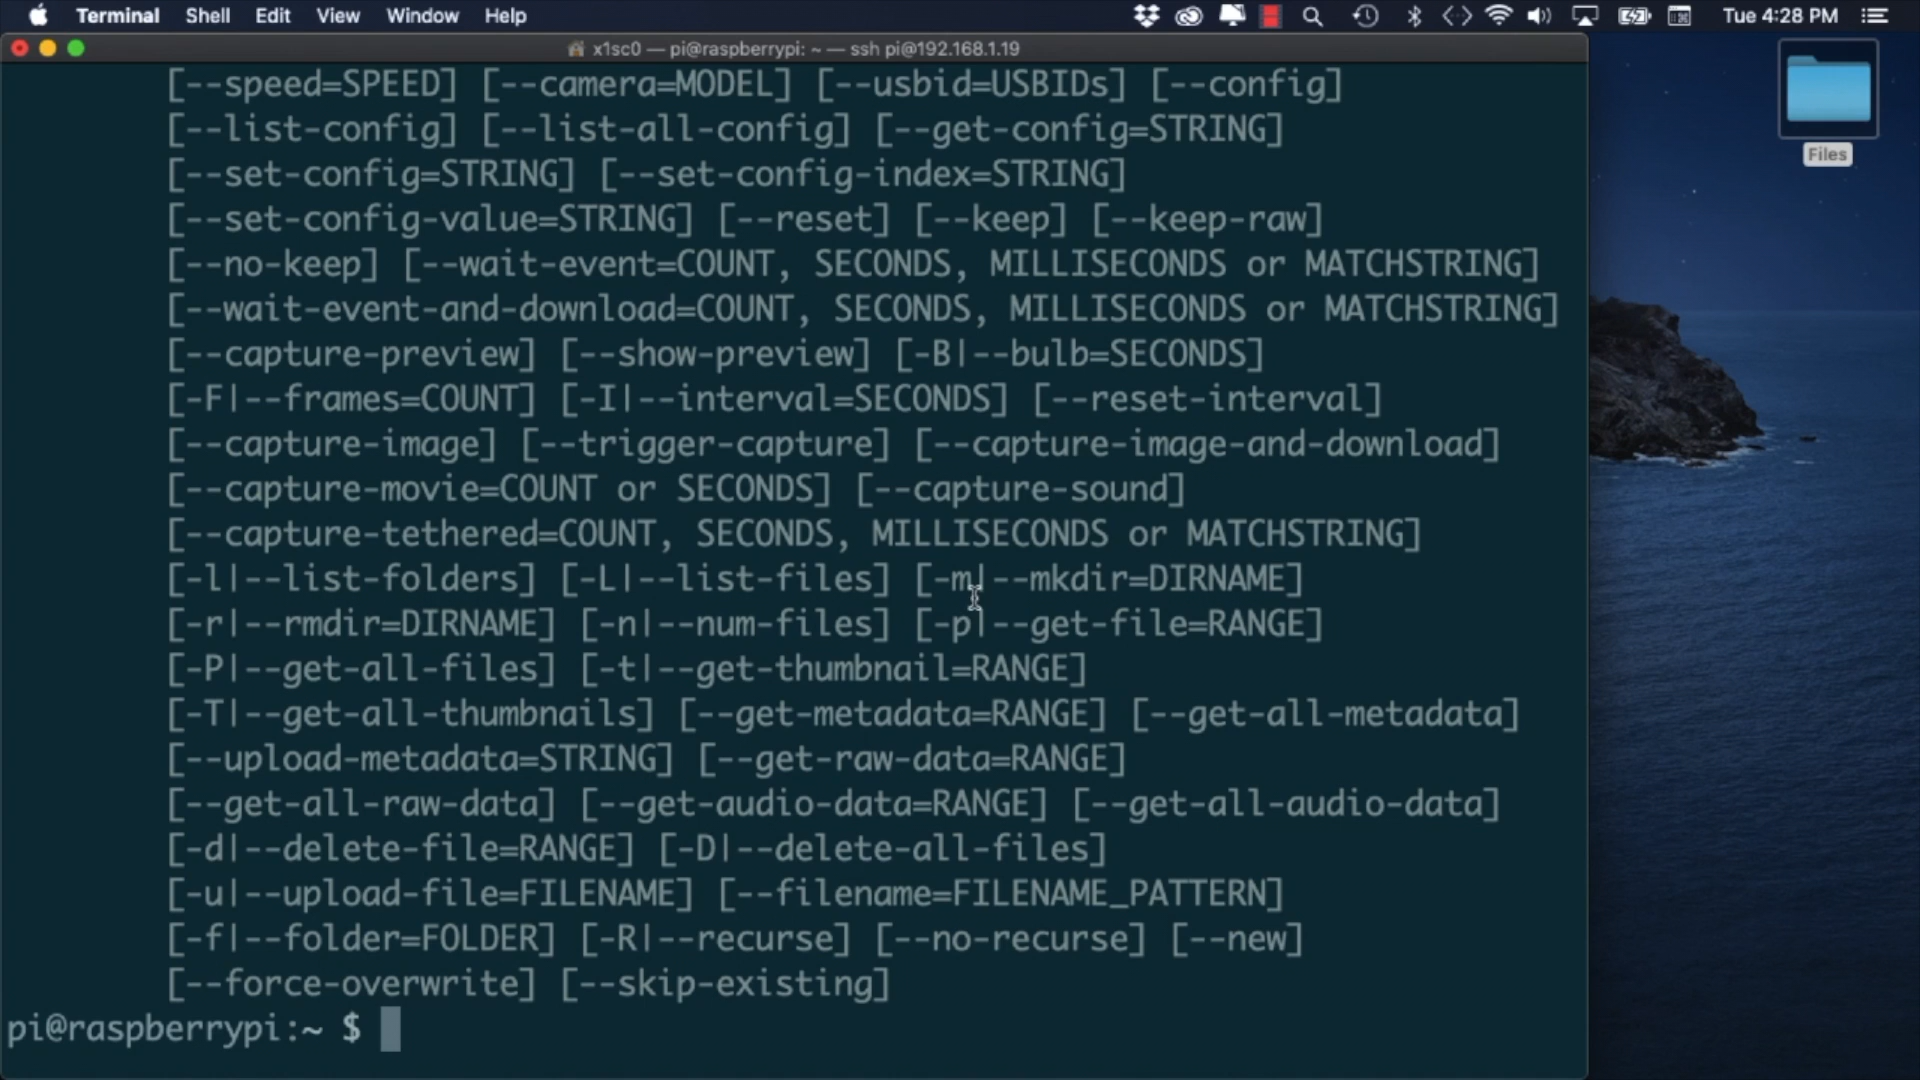 Terminal Shell Edit View Window Help Tue 4:28 PM
x1sc0 — pi@raspberrypi: ~ — ssh pi@192.168.1.19
[--speed=SPEED] [--camera=MODEL] [--usbid=USBIDs] [--config]
[--list-config] [--list-all-config] [--get-config=STRING]
[--set-config=STRING] [--set-config-index=STRING]
[--set-config-value=STRING] [--reset] [--keep] [--keep-raw]
[--no-keep] [--wait-event=COUNT, SECONDS, MILLISECONDS or MATCHSTRING]
[--wait-event-and-download=COUNT, SECONDS, MILLISECONDS or MATCHSTRING]
[--capture-preview] [--show-preview] [-B|--bulb=SECONDS]
[-F|--frames=COUNT] [-I|--interval=SECONDS] [--reset-interval]
[--capture-image] [--trigger-capture] [--capture-image-and-download]
[--capture-movie=COUNT or SECONDS] [--capture-sound]
[--capture-tethered=COUNT, SECONDS, MILLISECONDS or MATCHSTRING]
[-l|--list-folders] [-L|--list-files] [-m|--mkdir=DIRNAME]
[-r|--rmdir=DIRNAME] [-n|--num-files] [-p|--get-file=RANGE]
[-P|--get-all-files] [-t|--get-thumbnail=RANGE]
[-T|--get-all-thumbnails] [--get-metadata=RANGE] [--get-all-metadata]
[--upload-metadata=STRING] [--get-raw-data=RANGE]
[--get-all-raw-data] [--get-audio-data=RANGE] [--get-all-audio-data]
[-d|--delete-file=RANGE] [-D|--delete-all-files]
[-u|--upload-file=FILENAME] [--filename=FILENAME_PATTERN]
[-f|--folder=FOLDER] [-R|--recurse] [--no-recurse] [--new]
[--force-overwrite] [--skip-existing]
pi@raspberrypi:~ $
Files